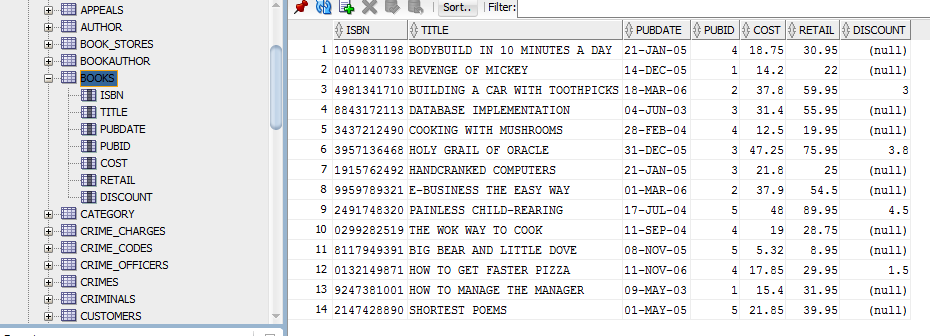 APPEALS
AUTHOR
BOOK_STORES
BOOKAUTHOR
BOOKS
ISBN
TITLE
PUBDATE
PUBID
COST
RETAIL
DISCOUNT
CATEGORY
CRIME_CHARGES
CRIME_CODES
CRIME_OFFICERS
CRIMES
CRIMINALS
CUSTOMERS
Sort.. Filter:
ISBN TITLE PUBDATE PUBID COST RETAIL DISCOUNT
1 1059831198 BODYBUILD IN 10 MINUTES A DAY 21-JAN-05 4 18.75 30.95 (null)
2 0401140733 REVENGE OF MICKEY 14-DEC-05 1 14.2 22 (null)
3 4981341710 BUILDING A CAR WITH TOOTHPICKS 18-MAR-06 2 37.8 59.95 3
4 8843172113 DATABASE IMPLEMENTATION 04-JUN-03 3 31.4 55.95 (null)
5 3437212490 COOKING WITH MUSHROOMS 28-FEB-04 4 12.5 19.95 (null)
6 3957136468 HOLY GRAIL OF ORACLE 31-DEC-05 3 47.25 75.95 3.8
7 1915762492 HANDCRANKED COMPUTERS 21-JAN-05 3 21.8 25 (null)
8 9959789321 E-BUSINESS THE EASY WAY 01-MAR-06 2 37.9 54.5 (null)
9 2491748320 PAINLESS CHILD-REARING 17-JUL-04 5 48 89.95 4.5
10 0299282519 THE WOK WAY TO COOK 11-SEP-04 4 19 28.75 (null)
11 8117949391 BIG BEAR AND LITTLE DOVE 08-NOV-05 5 5.32 8.95 (null)
12 0132149871 HOW TO GET FASTER PIZZA 11-NOV-06 4 17.85 29.95 1.5
13 9247381001 HOW TO MANAGE THE MANAGER 09-MAY-03 1 15.4 31.95 (null)
14 2147428890 SHORTEST POEMS 01-MAY-05 5 21.85 39.95 (null)